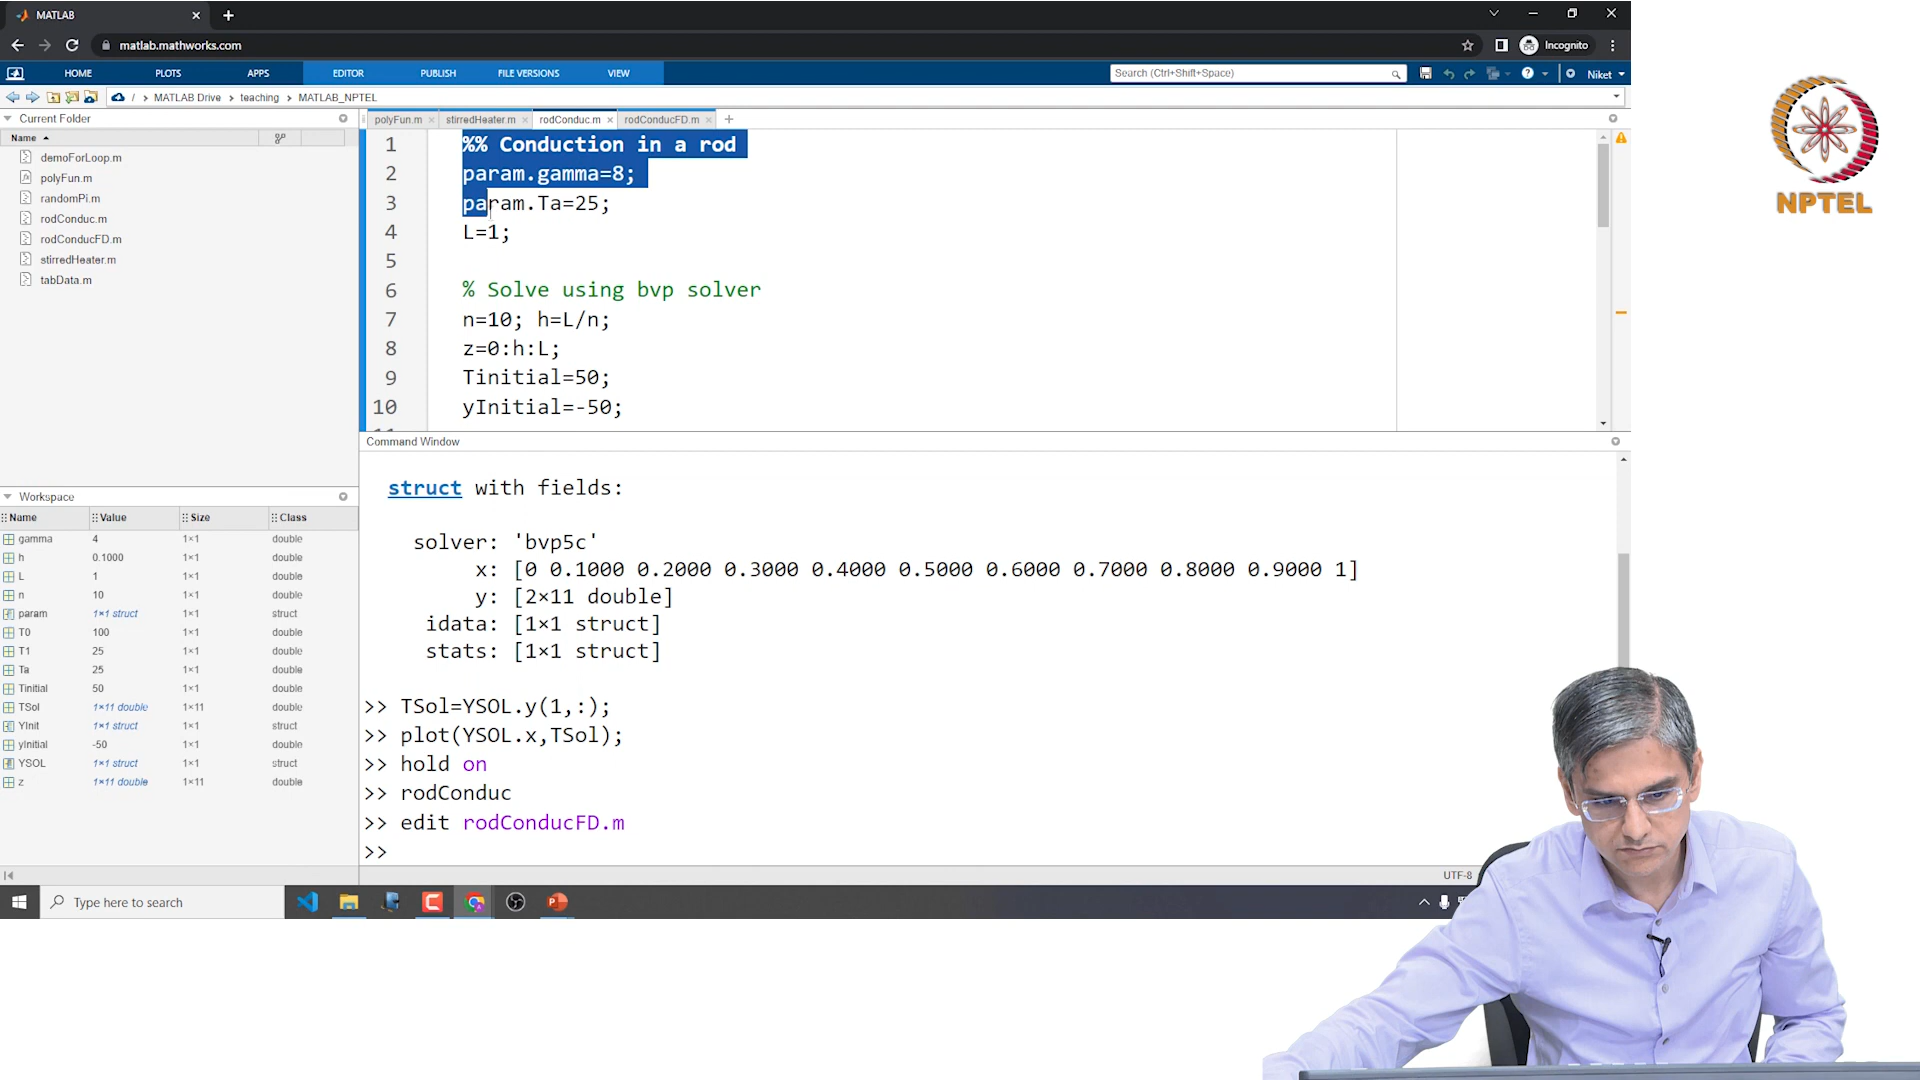 MATLAB
matlab.mathworks.com
Incognito
HOME
PLOTS
APPS
EDITOR
PUBLISH
FILE VERSIONS
VIEW
Search (Ctrl+Shift+Space)
Niket
/ > MATLAB Drive > teaching > MATLAB_NPTEL
Current Folder
Name
demoForLoop.m
polyFun.m
randomPi.m
rodConduc.m
rodConducFD.m
stirredHeater.m
tabData.m
polyFun.m × stirredHeater.m × rodConduc.m × rodConducFD.m × +
1 %% Conduction in a rod
2 param.gamma=8;
3 param.Ta=25;
4 L=1;
5
6 % Solve using bvp solver
7 n=10; h=L/n;
8 z=0:h:L;
9 Tinitial=50;
10 yInitial=-50;
Command Window
struct with fields:
solver: 'bvp5c'
x: [0 0.1000 0.2000 0.3000 0.4000 0.5000 0.6000 0.7000 0.8000 0.9000 1]
y: [2×11 double]
idata: [1×1 struct]
stats: [1×1 struct]
>> TSol=YSOL.y(1,:);
>> plot(YSOL.x,TSol);
>> hold on
>> rodConduc
>> edit rodConducFD.m
>>
Workspace
Name Value Size Class
gamma 4 1×1 double
h 0.1000 1×1 double
L 1 1×1 double
n 10 1×1 double
param 1×1 struct 1×1 struct
T0 100 1×1 double
T1 25 1×1 double
Ta 25 1×1 double
Tinitial 50 1×1 double
TSol 1×11 double 1×11 double
YInit 1×1 struct 1×1 struct
yInitial -50 1×1 double
YSOL 1×1 struct 1×1 struct
z 1×11 double 1×11 double
UTF-8
Type here to search
NPTEL